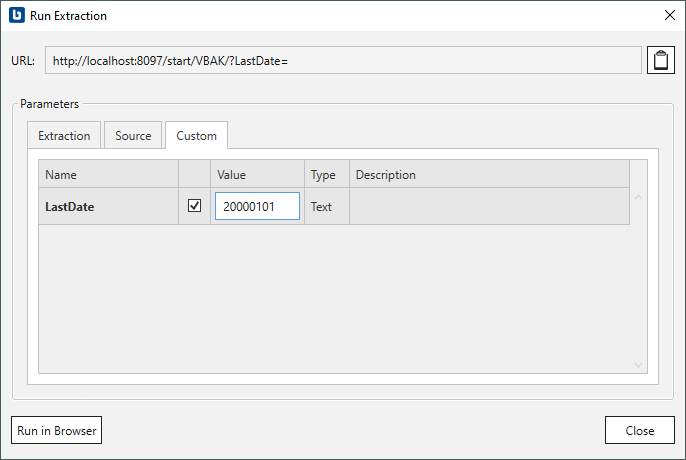 Run Extraction
URL: http://localhost:8097/start/VBAK/?LastDate=
Parameters
Extraction Source Custom
Name Value Type Description
LastDate 20000101 Text
Run in Browser Close